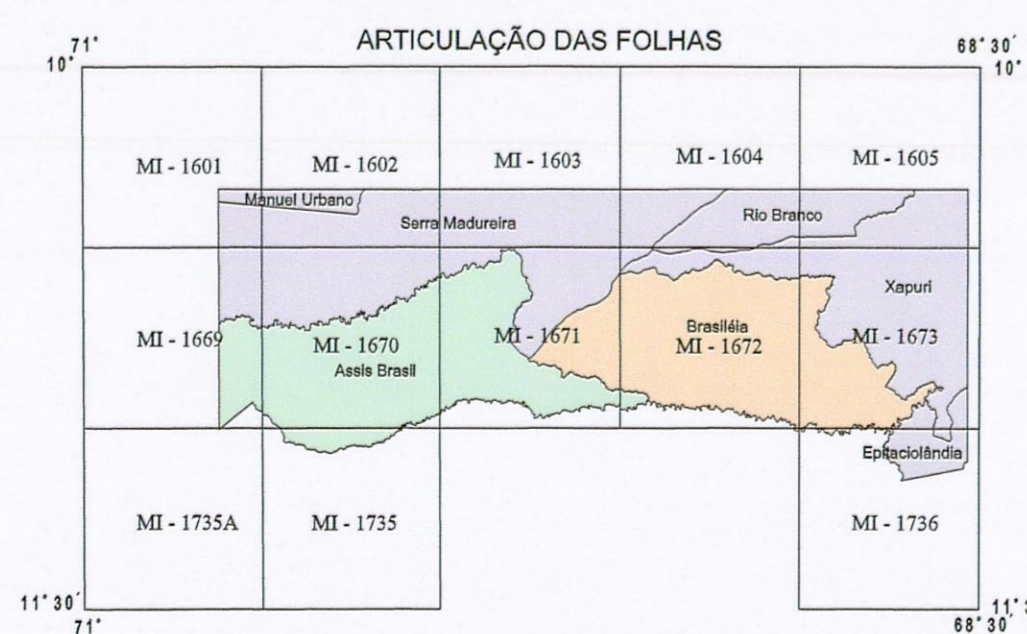 ARTICULAÇÃO DAS FOLHAS
71° 68° 30´
10° 10°
MI - 1601 MI - 1602 MI - 1603 MI - 1604 MI - 1605
Manuel Urbano
Serra Madureira
Rio Branco
Xapuri
MI - 1669 MI - 1670 MI - 1671 MI - 1672 MI - 1673
Brasiléia
Assis Brasil
Epitaciolândia
MI - 1735A MI - 1735 MI - 1736
11° 30´ 11° 3
71° 68° 30´